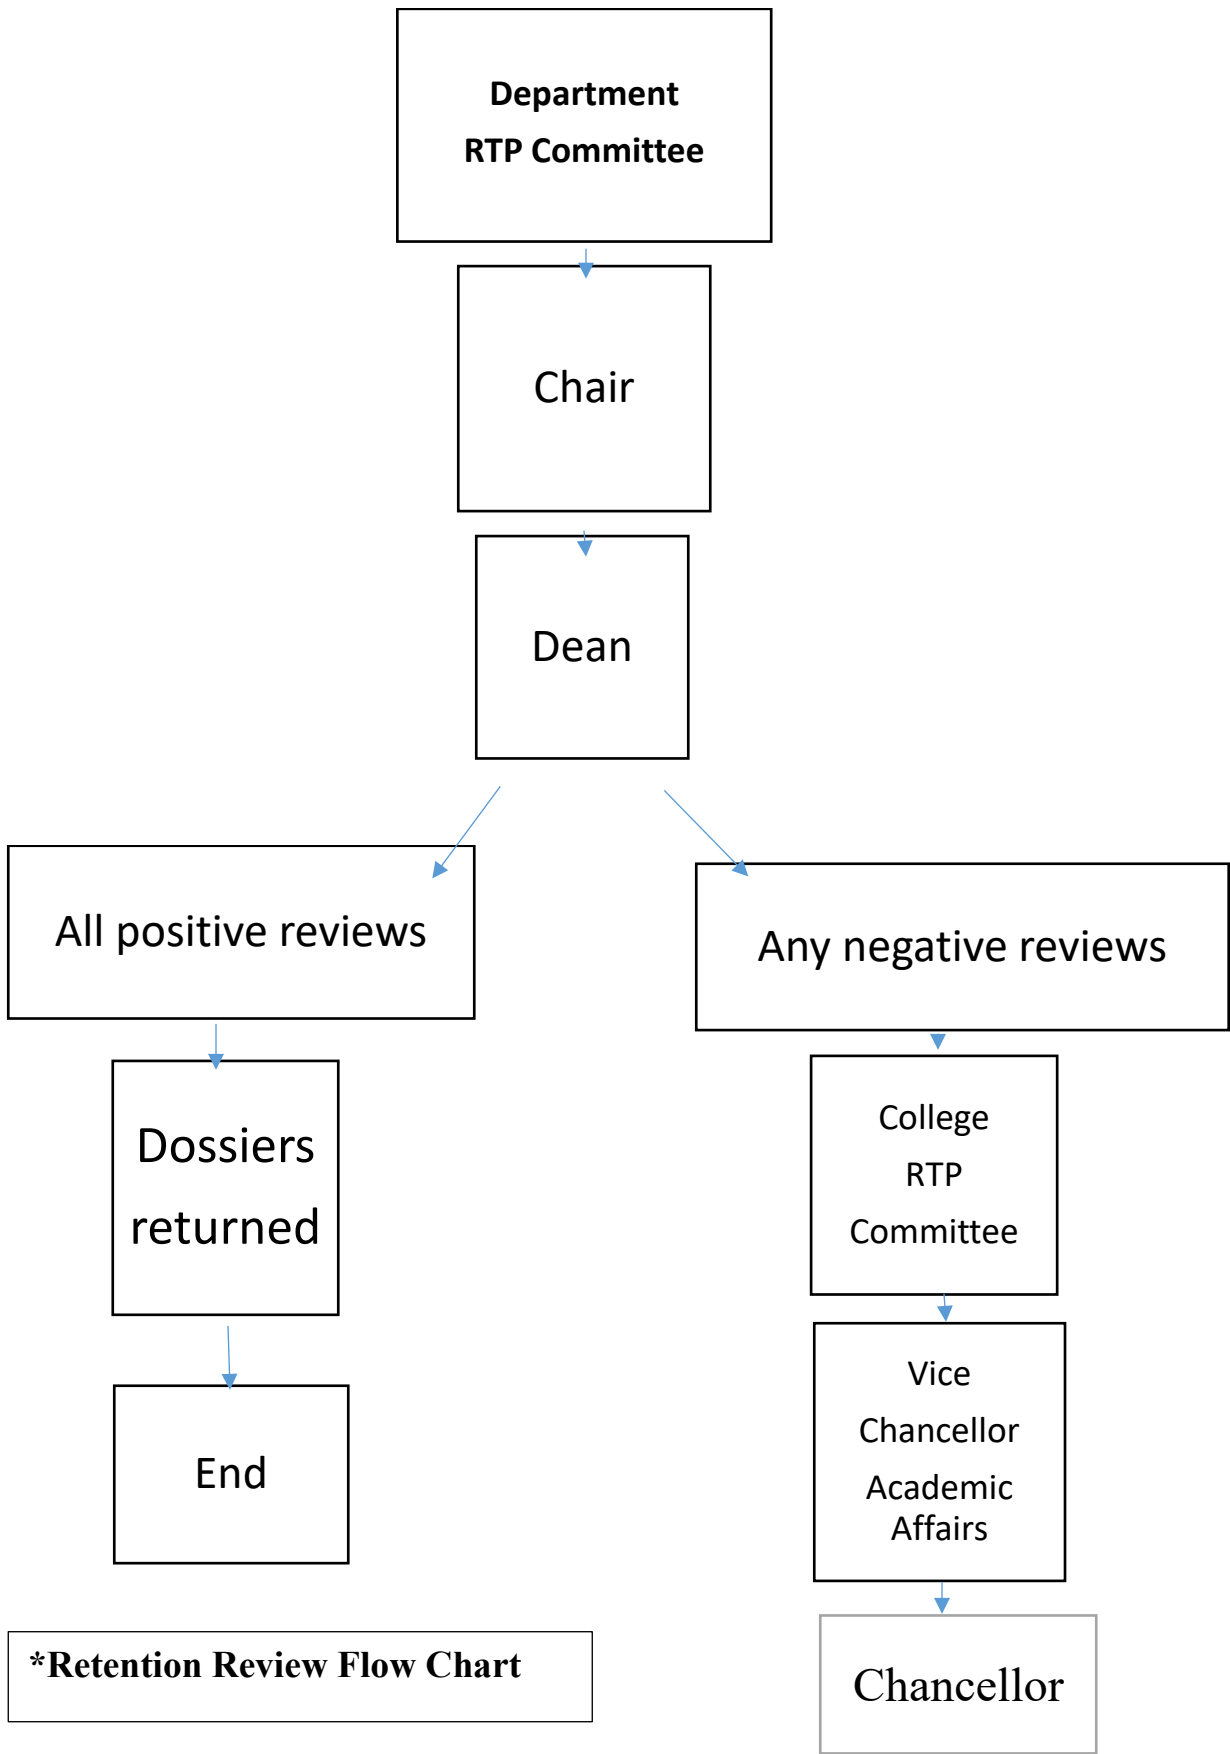 Department
RTP Committee
Chair
Dean
All positive reviews
Any negative reviews
Dossiers
returned
College
RTP
Committee
Vice
Chancellor
Academic
Affairs
End
*Retention Review Flow Chart
Chancellor